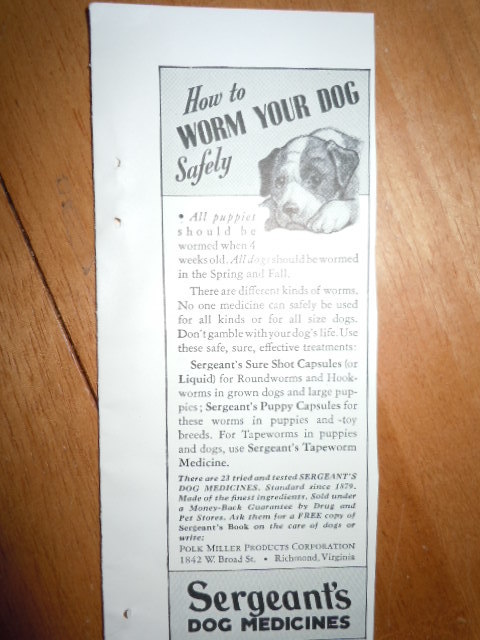 How to
WORM YOUR DOG
Safely
• All puppies
should be
wormed when 4
weeks old. All dogs should be wormed
in the Spring and Fall.
There are different kinds of worms.
No one medicine can safely be used
for all kinds or for all size dogs.
Don't gamble with your dog's life. Use
these safe, sure, effective treatments:
Sergeant's Sure Shot Capsules (or
Liquid) for Roundworms and Hook-
worms in grown dogs and large pup-
pies; Sergeant's Puppy Capsules for
these worms in puppies and toy
breeds. For Tapeworms in puppies
and dogs, use Sergeant's Tapeworm
Medicine.
There are 23 tried and tested SERGEANT'S
DOG MEDICINES. Standard since 1879.
Made of the finest ingredients. Sold under
a Money-Back Guarantee by Drug and
Pet Stores. Ask them for a FREE copy of
Sergeant's Book on the care of dogs or
write:
POLK MILLER PRODUCTS CORPORATION
1842 W. Broad St. • Richmond, Virginia
Sergeant's
DOG MEDICINES